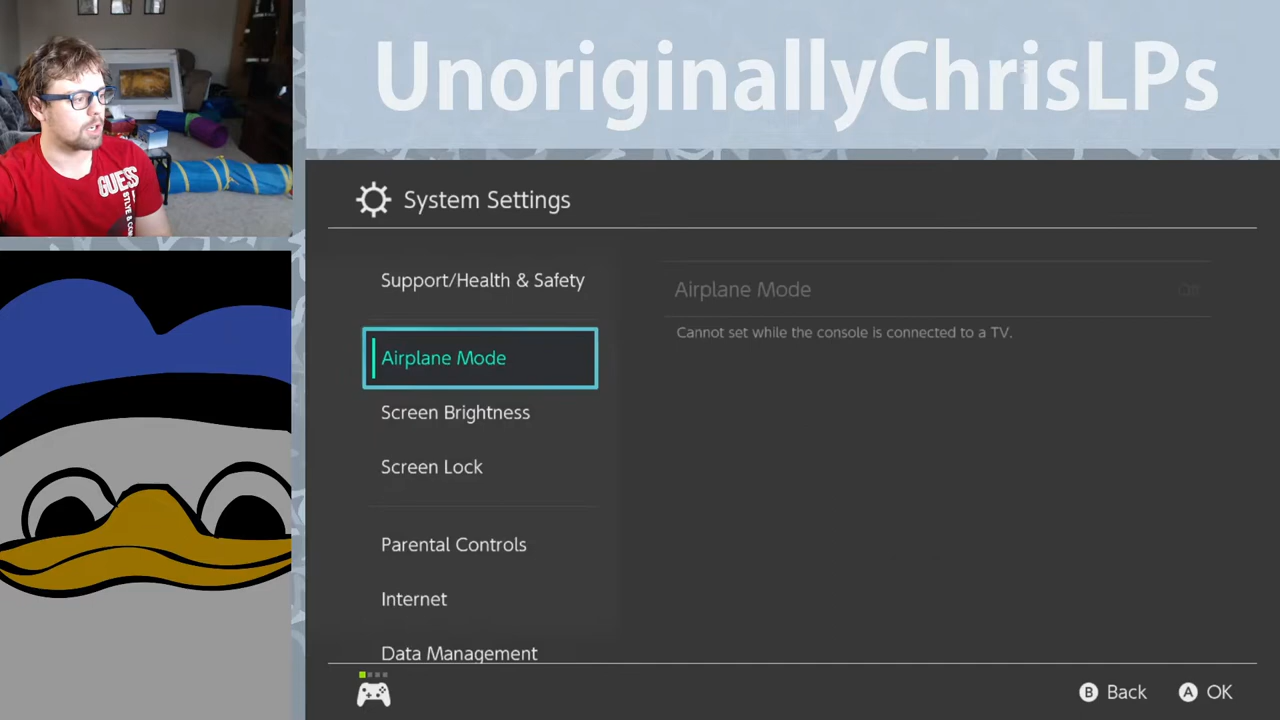 UnoriginallyChrisLPs
System Settings
Support/Health & Safety
Airplane Mode
Screen Brightness
Screen Lock
Parental Controls
Internet
Data Management
Airplane Mode Off
Cannot set while the console is connected to a TV.
GUESS
B Back A OK